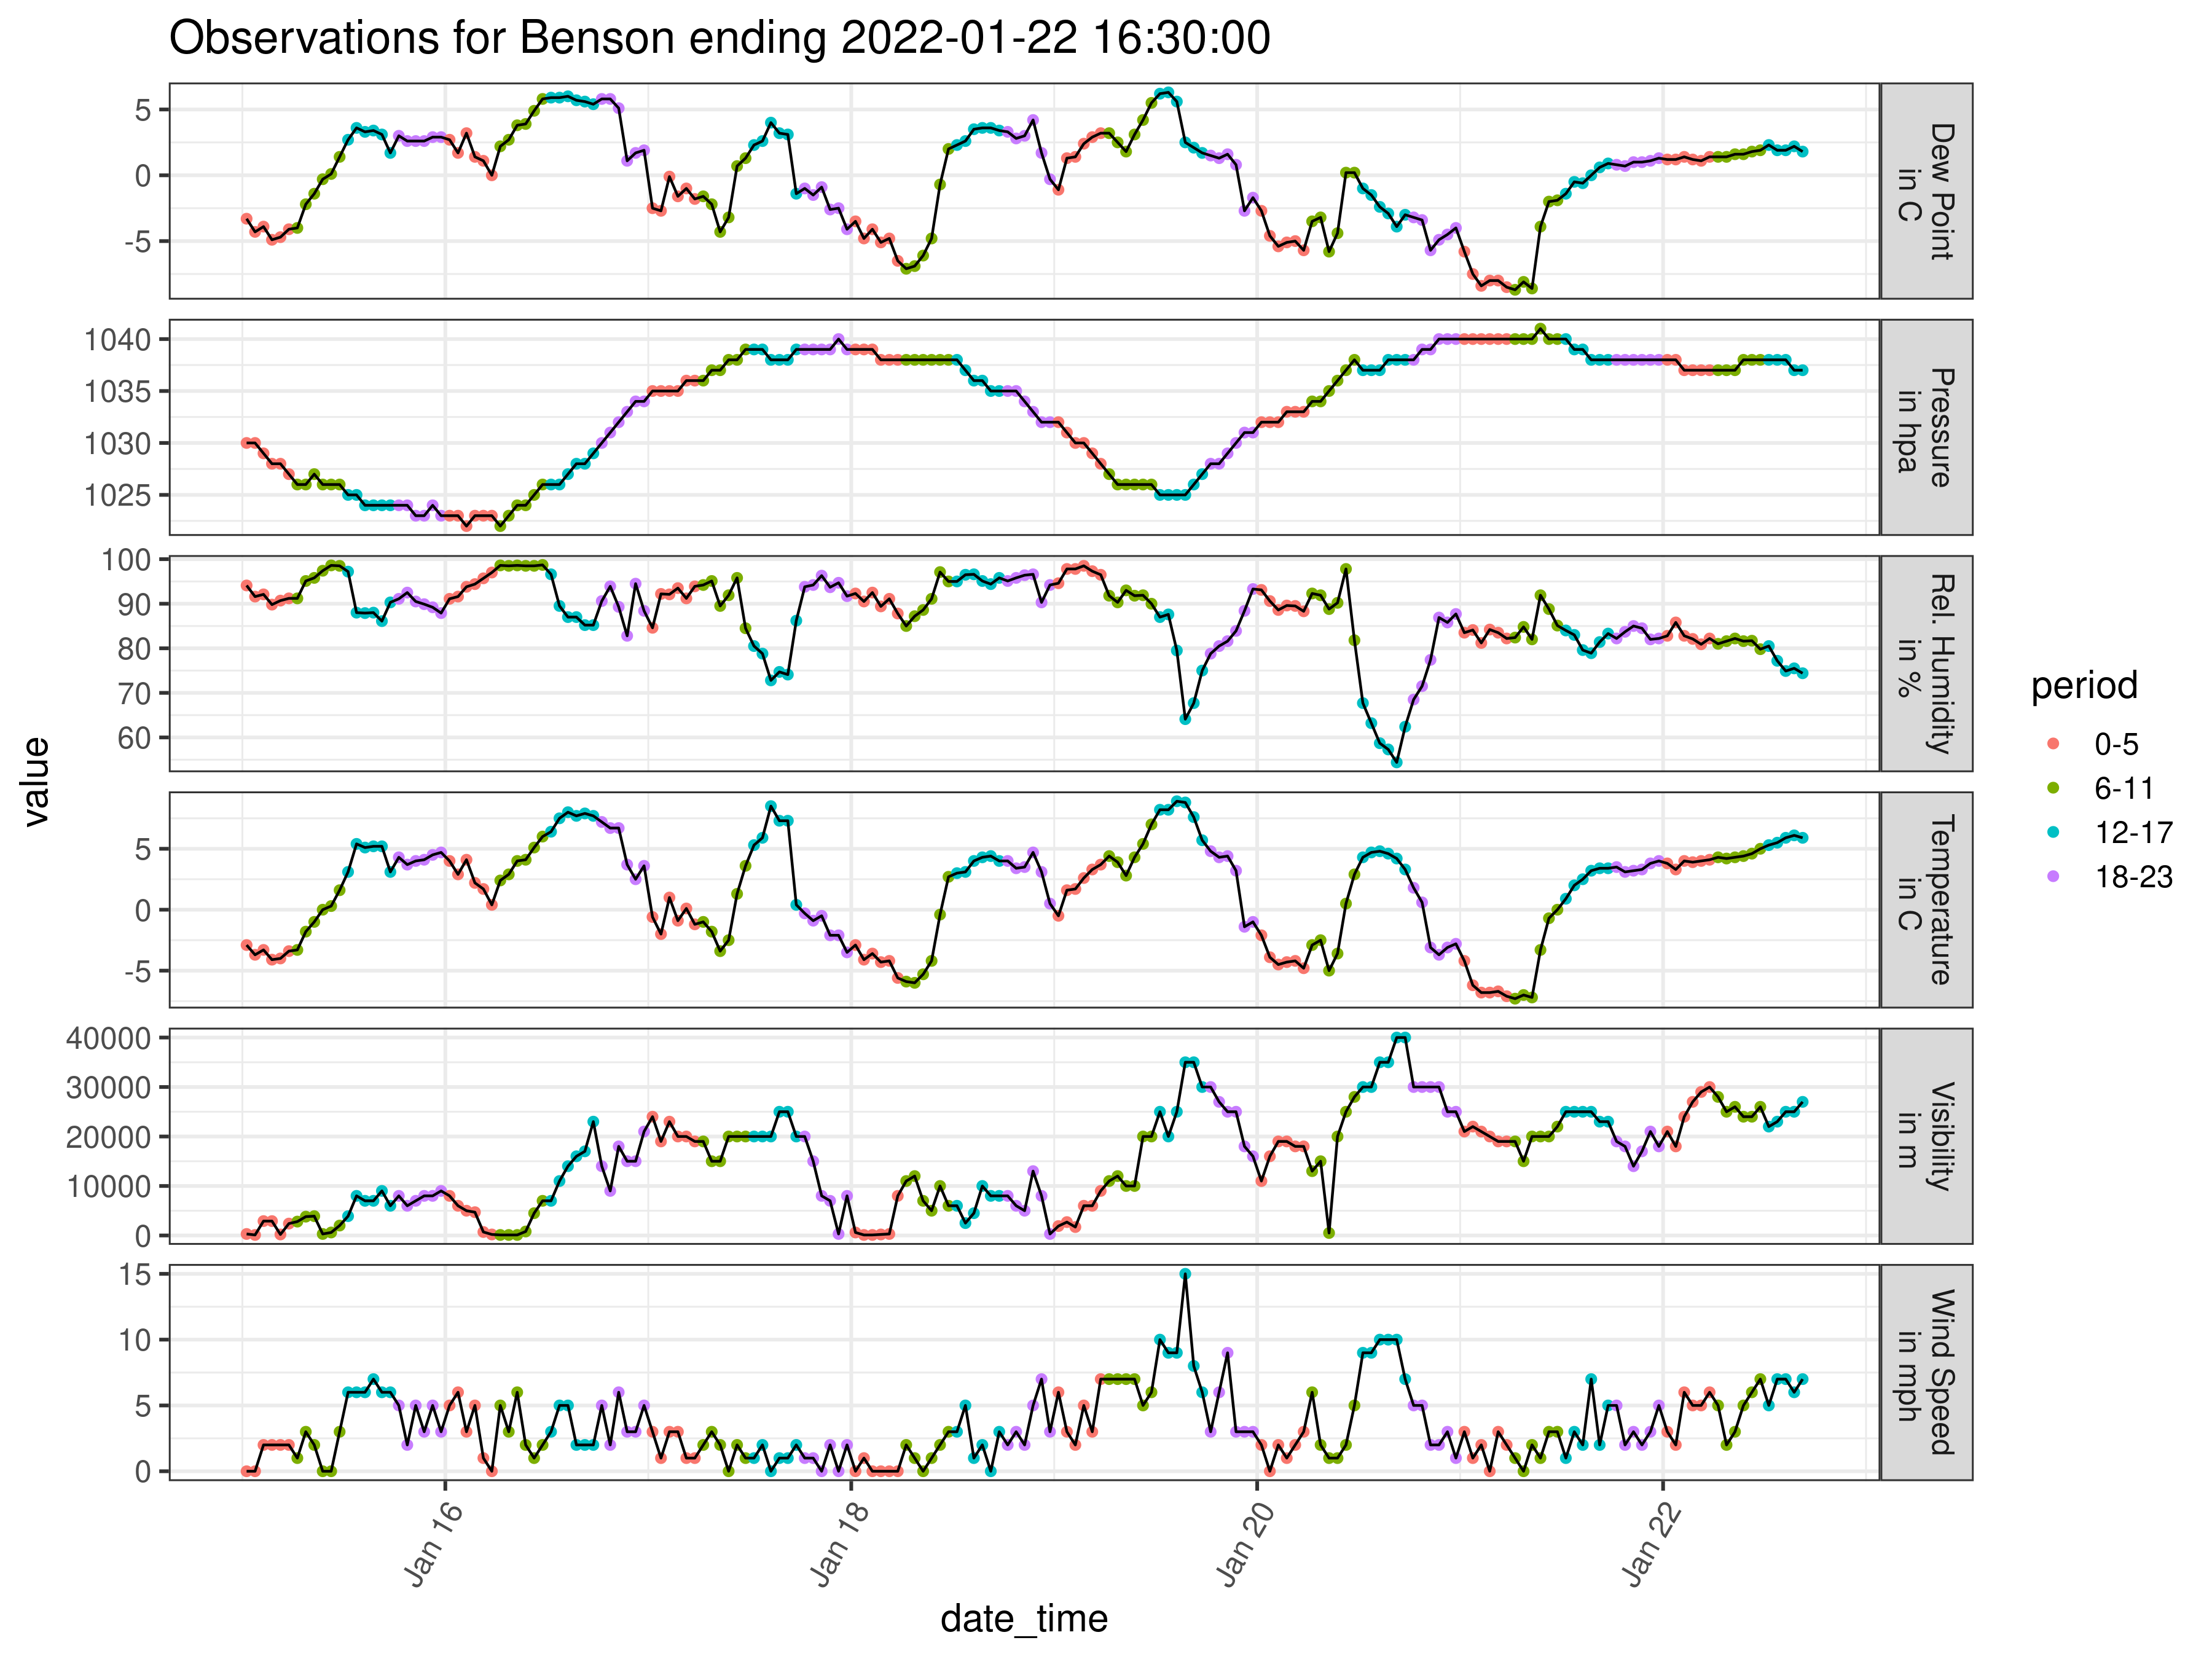 Observations for Benson ending 2022-01-22 16:30:00
value
5
0
-5
Dew Point
in C
1040
1035
1030
1025
Pressure
in hpa
100
90
80
70
60
Rel. Humidity
in %
5
0
-5
Temperature
in C
40000
30000
20000
10000
0
Visibility
in m
15
10
5
0
Wind Speed
in mph
Jan 16
Jan 18
Jan 20
Jan 22
date_time
period
0-5
6-11
12-17
18-23